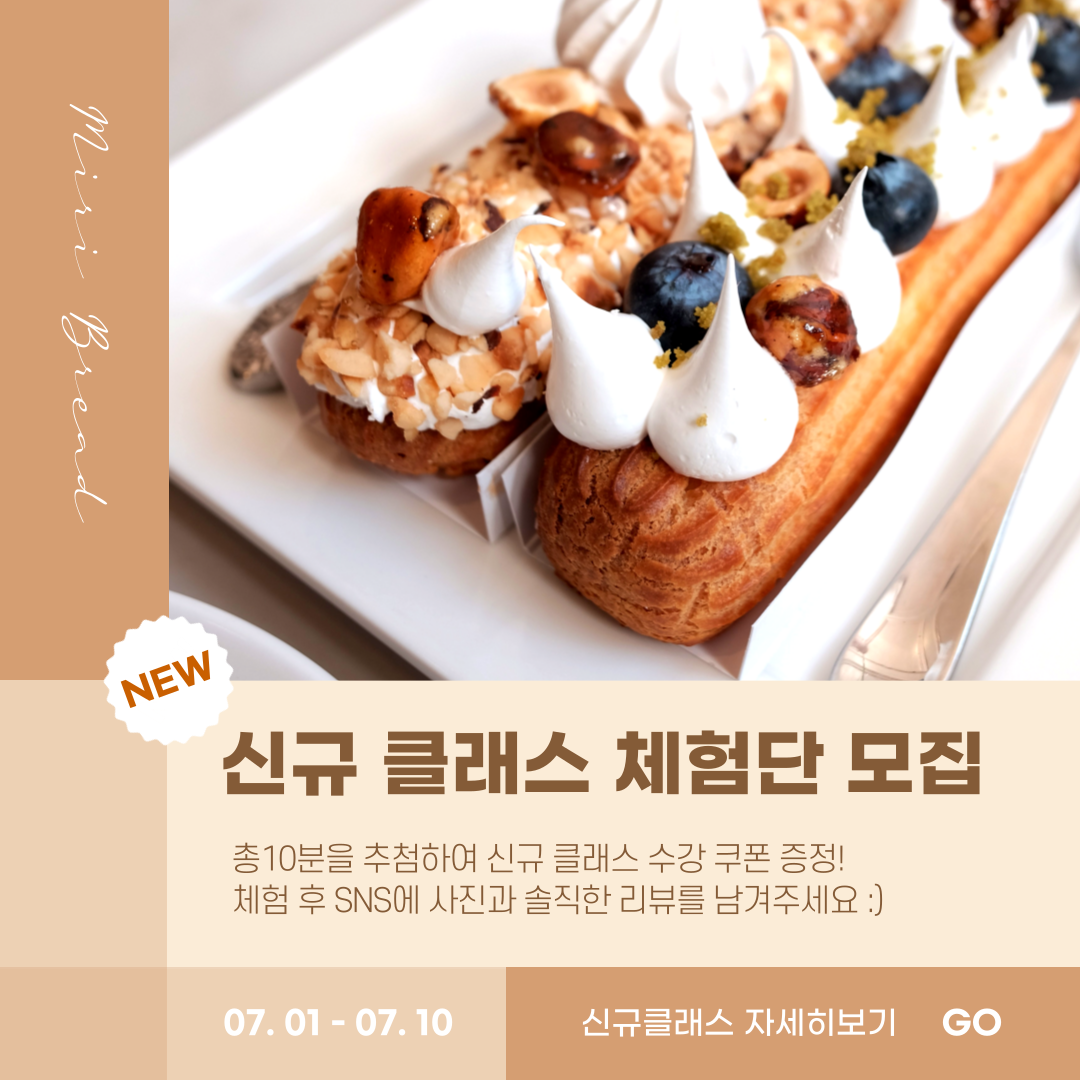 Miri Bread
NEW
신규 클래스 체험단 모집
총10분을 추첨하여 신규 클래스 수강 쿠폰 증정!
체험 후 SNS에 사진과 솔직한 리뷰를 남겨주세요 :)
07. 01 - 07. 10
신규클래스 자세히보기 GO